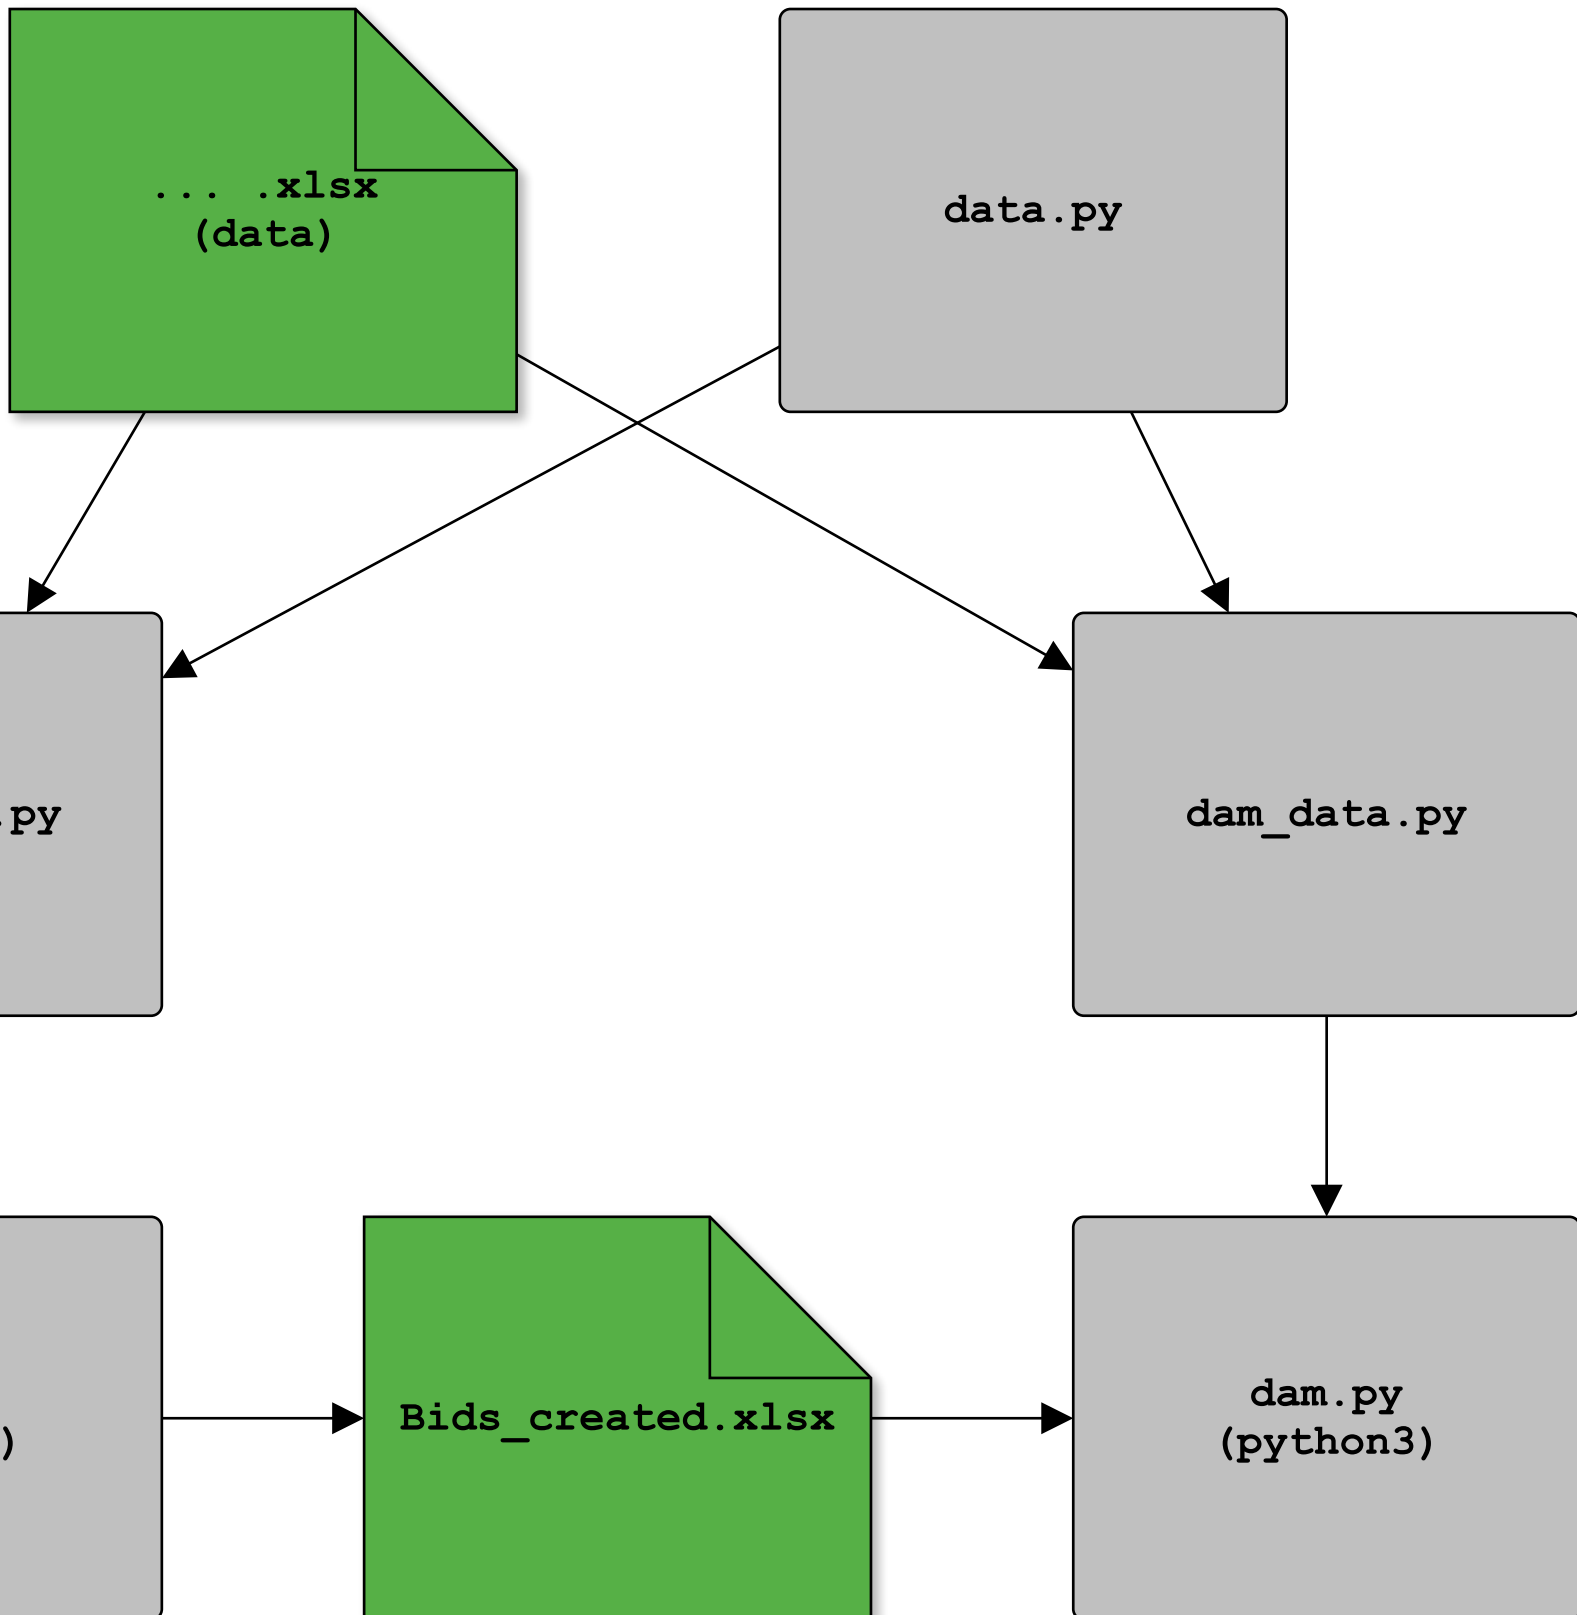 ... .xlsx
(data)
data.py
.py
dam_data.py
Bids_created.xlsx
dam.py
(python3)
)